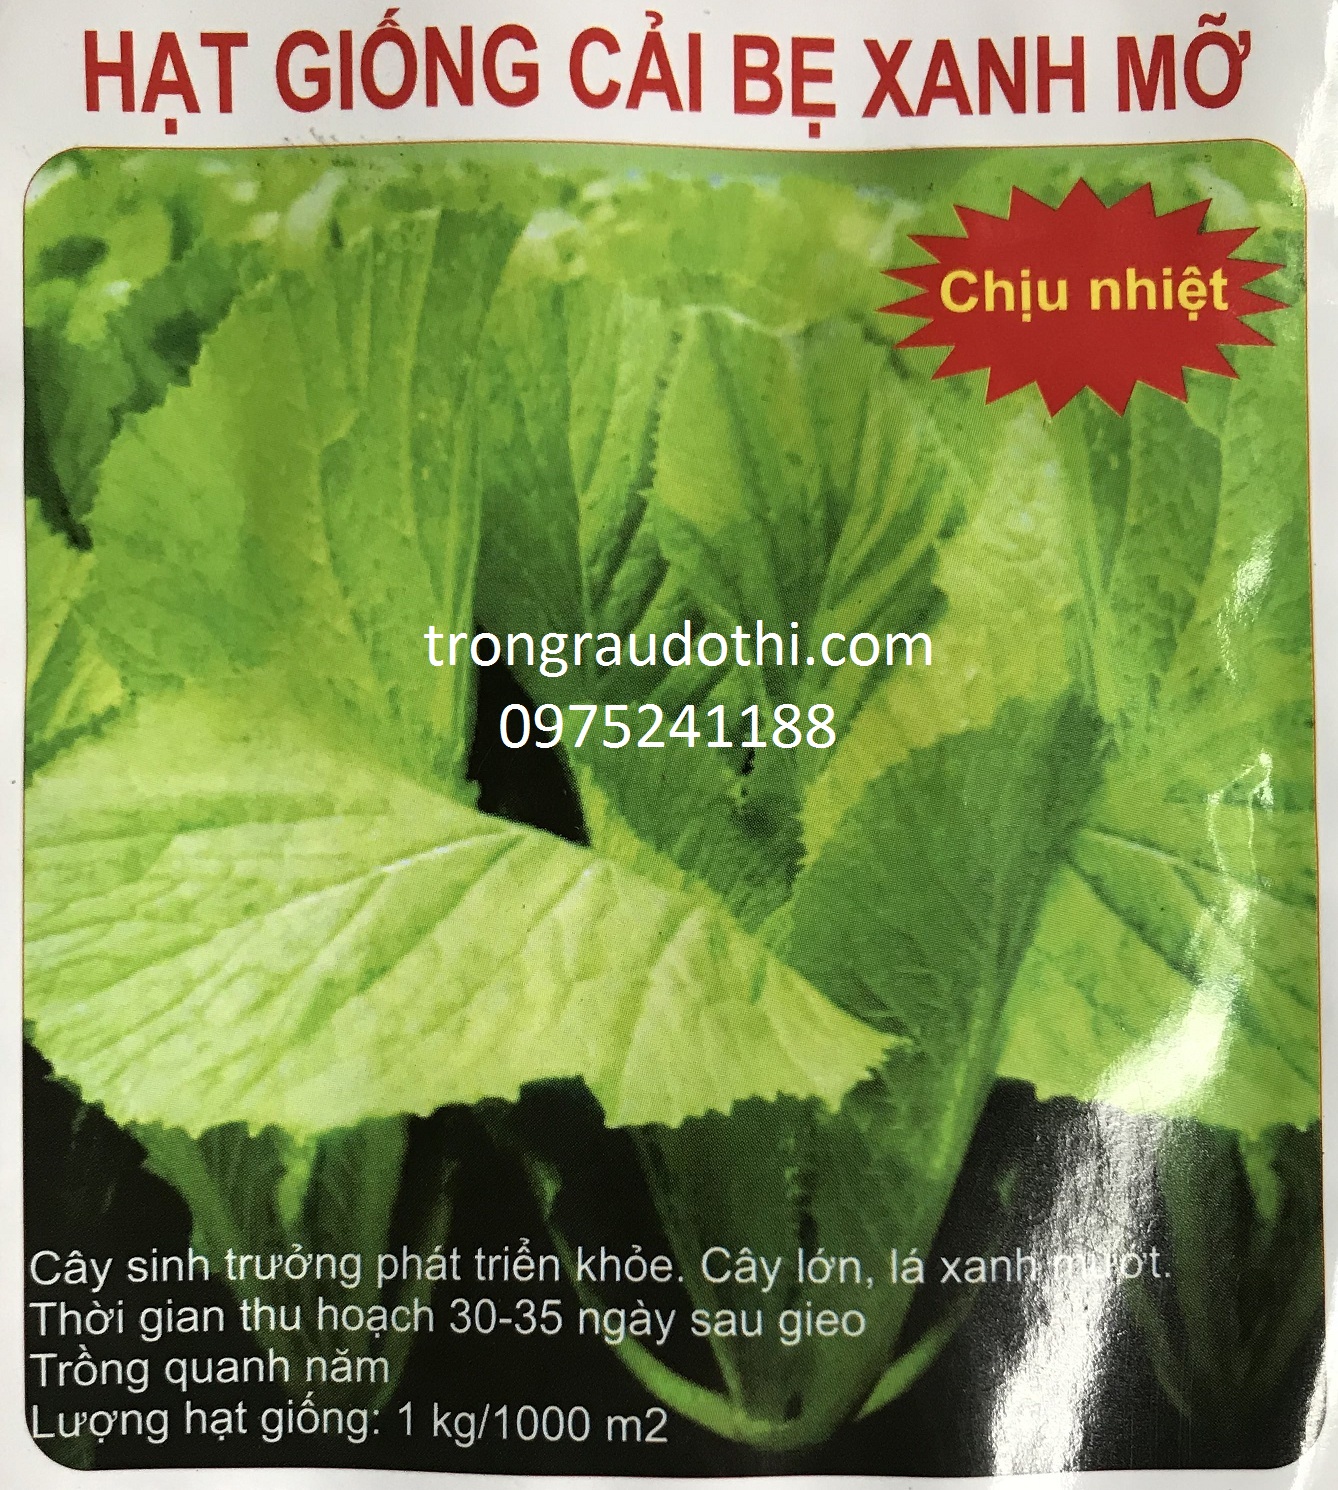 HẠT GIỐNG CẢI BẸ XANH MỠ
Chịu nhiệt
trongraudothi.com
0975241188
Cây sinh trưởng phát triển khỏe. Cây lớn, lá xanh mượt.
Thời gian thu hoạch 30-35 ngày sau gieo
Trồng quanh năm
Lượng hạt giống: 1 kg/1000 m2